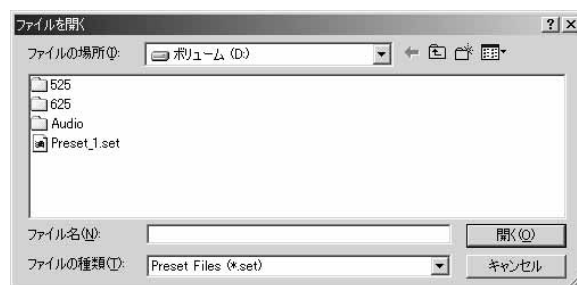 ファイルを開く
ファイルの場所(I): ボリューム (D:)
525
625
Audio
Preset_1.set
ファイル名(N): 開く(O)
ファイルの種類(T): Preset Files (*.set) キャンセル